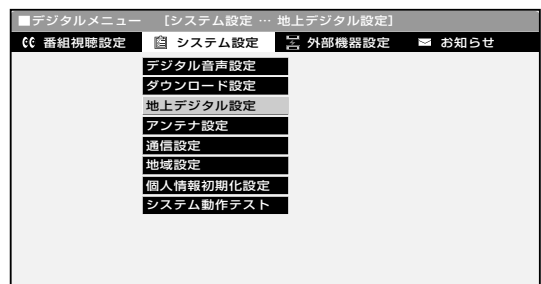 ■デジタルメニュー [システム設定 … 地上デジタル設定]
番組視聴設定 システム設定 外部機器設定 お知らせ
デジタル音声設定
ダウンロード設定
地上デジタル設定
アンテナ設定
通信設定
地域設定
個人情報初期化設定
システム動作テスト